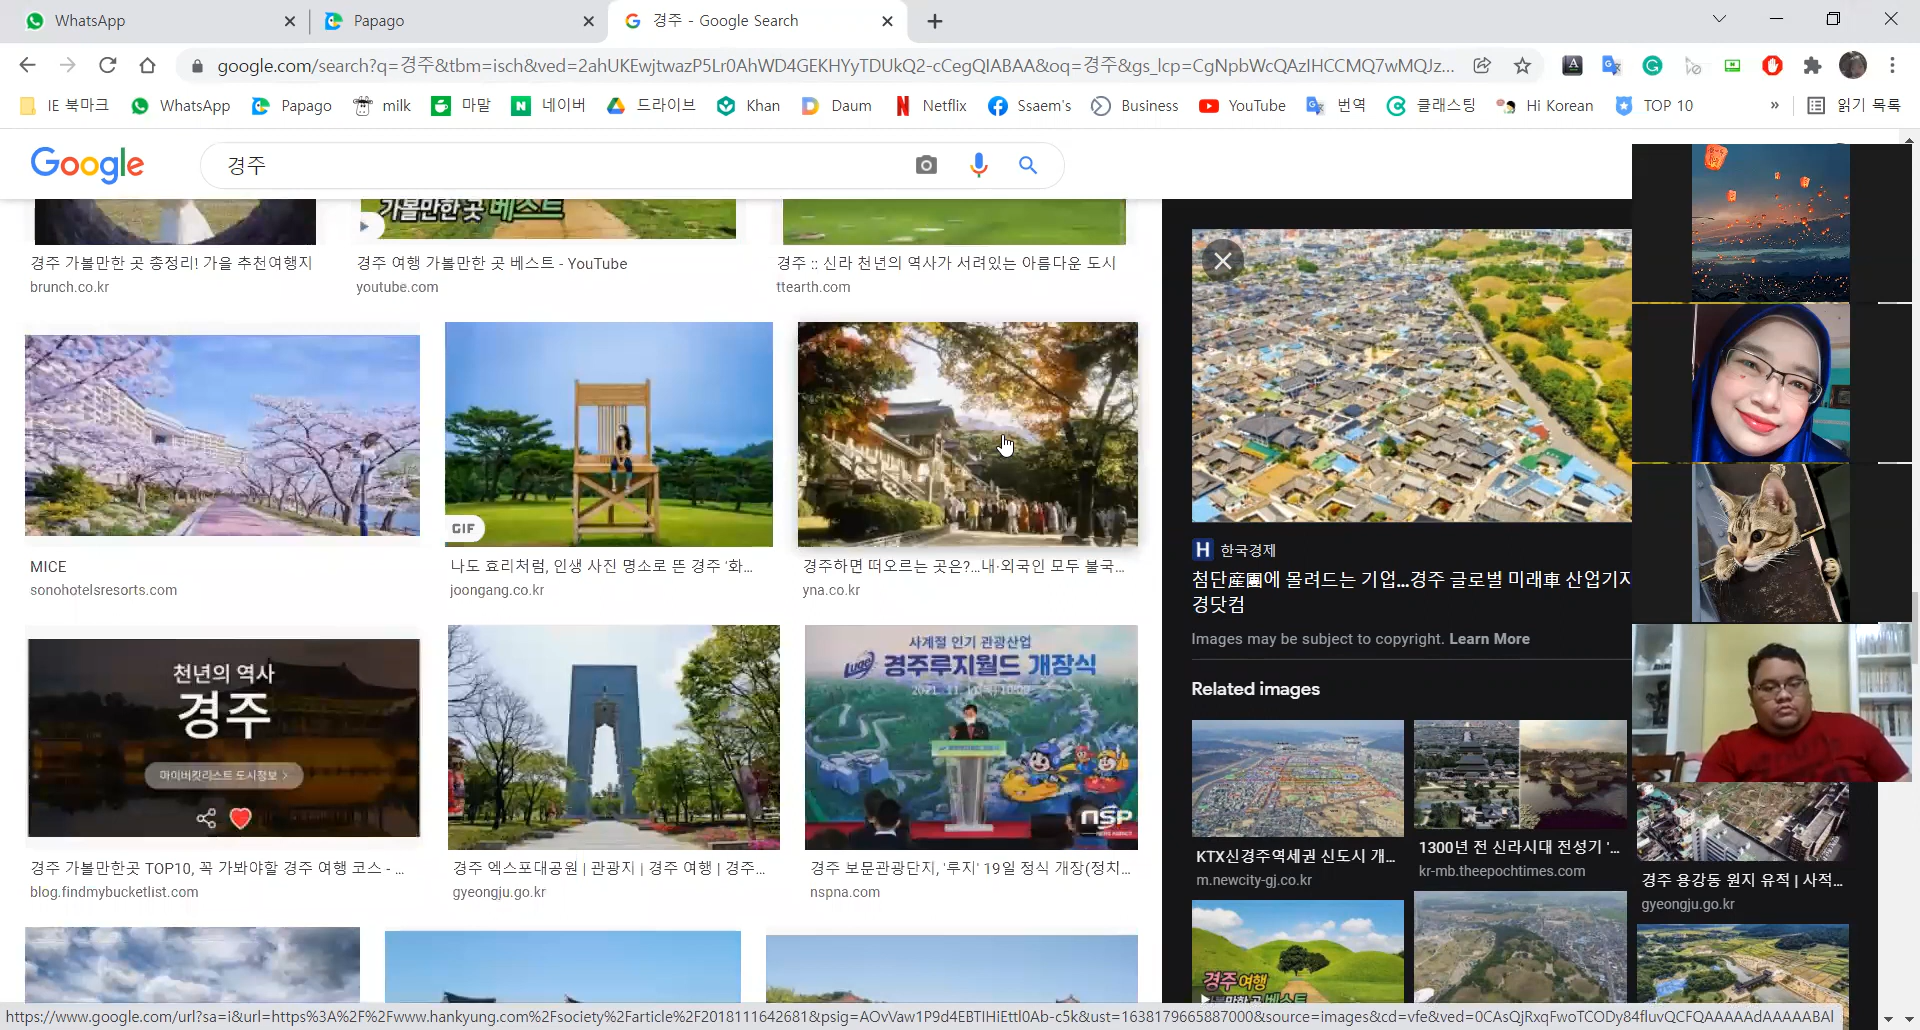 WhatsApp
Papago
경주 - Google Search
google.com/search?q=경주&tbm=isch&ved=2ahUKEwjtwazP5Lr0AhWD4GEKHYyTDUkQ2-cCegQIABAA&oq=경주&gs_lcp=CgNpbWcQAzIHCCMQ7wMQJz...
IE 북마크
WhatsApp
Papago
milk
마말
네이버
드라이브
Khan
Daum
Netflix
Ssaem's
Business
YouTube
번역
클래스팅
Hi Korean
TOP 10
»
읽기 목록
Google
경주
가볼만한 곳 베스트
경주 가볼만한 곳 총정리! 가을 추천여행지
brunch.co.kr
경주 여행 가볼만한 곳 베스트 - YouTube
youtube.com
경주 :: 신라 천년의 역사가 서려있는 아름다운 도시
ttearth.com
GIF
MICE
sonohotelsresorts.com
나도 효리처럼, 인생 사진 명소로 뜬 경주 '화...
joongang.co.kr
경주하면 떠오르는 곳은?...내·외국인 모두 불국...
yna.co.kr
천년의 역사
경주
마이버킷리스트 도시정보 >
사계절 인기 관광산업
Luge 경주루지월드 개장식
NSP
NEWS AGENCY
경주 가볼만한곳 TOP10, 꼭 가봐야할 경주 여행 코스 - ...
blog.findmybucketlist.com
경주 엑스포대공원 | 관광지 | 경주 여행 | 경주...
gyeongju.go.kr
경주 보문관광단지, '루지' 19일 정식 개장(정치...
nspna.com
H 한국경제
첨단産團에 몰려드는 기업...경주 글로벌 미래車 산업기지
경닷컴
Images may be subject to copyright. Learn More
Related images
KTX신경주역세권 신도시 개...
m.newcity-gj.co.kr
1300년 전 신라시대 전성기 '...
kr-mb.theepochtimes.com
경주 용강동 원지 유적 | 사적...
gyeongju.go.kr
경주 여행
가볼만한 곳 베스트
https://www.google.com/url?sa=i&url=https%3A%2F%2Fwww.hankyung.com%2Fsociety%2Farticle%2F2018111642681&psig=AOvVaw1P9d4EBTlHiEttl0Ab-c5k&ust=1638179665887000&source=images&cd=vfe&ved=0CAsQjRxqFwoTCODy84fluvQCFQAAAAAdAAAAABAI